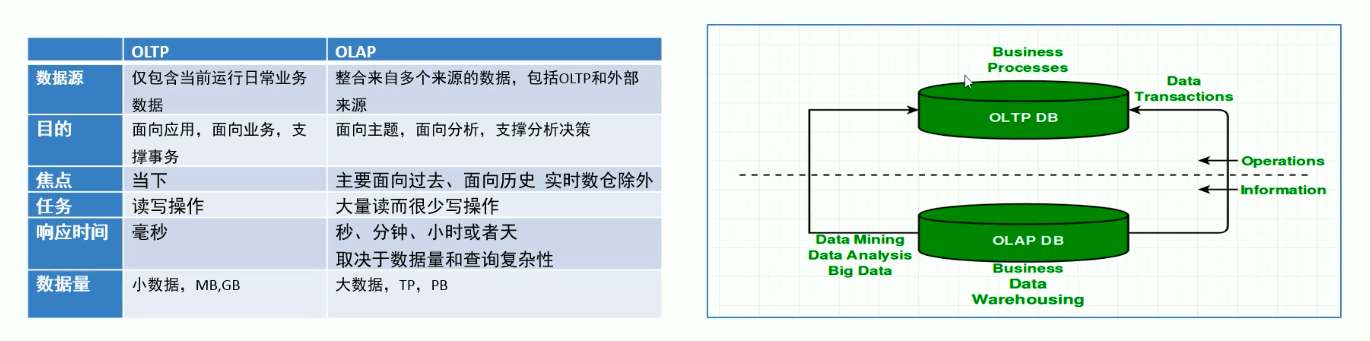 OLTP OLAP
数据源 仅包含当前运行日常业务 整合来自多个来源的数据，包括OLTP和外部
数据 来源
目的 面向应用，面向业务，支 面向主题，面向分析，支撑分析决策
撑事务
焦点 当下 主要面向过去、面向历史 实时数仓除外
任务 读写操作 大量读而很少写操作
响应时间 毫秒 秒、分钟、小时或者天
取决于数据量和查询复杂性
数据量 小数据，MB,GB 大数据，TP，PB
Business
Processes
Data
Transactions
OLTP DB
Operations
Information
OLAP DB
Data Mining
Data Analysis
Big Data
Business
Data
Warehousing